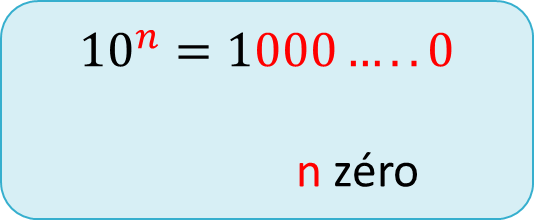 10ⁿ = 1000 ….. 0
n zéro